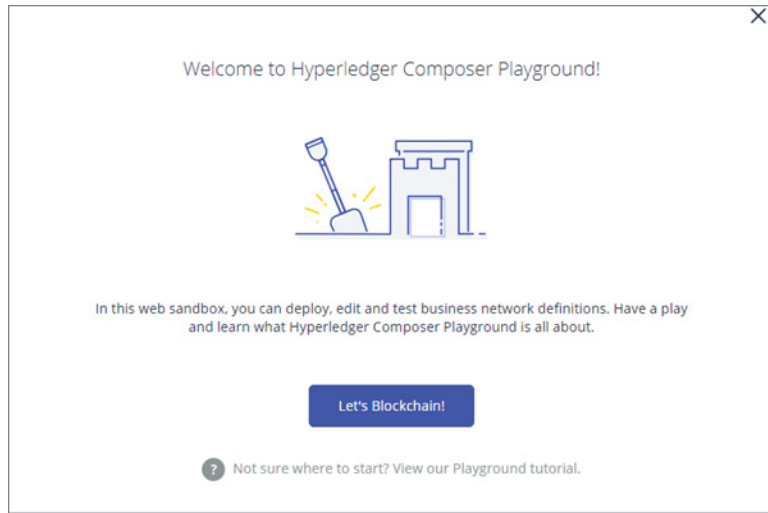 Welcome to Hyperledger Composer Playground!
In this web sandbox, you can deploy, edit and test business network definitions. Have a play
and learn what Hyperledger Composer Playground is all about.
Let's Blockchain!
? Not sure where to start? View our Playground tutorial.